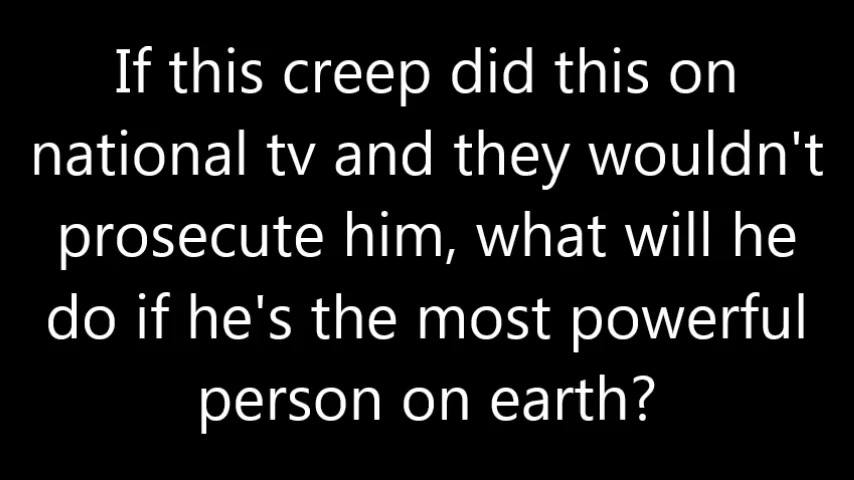 If this creep did this on
national tv and they wouldn't
prosecute him, what will he
do if he's the most powerful
person on earth?